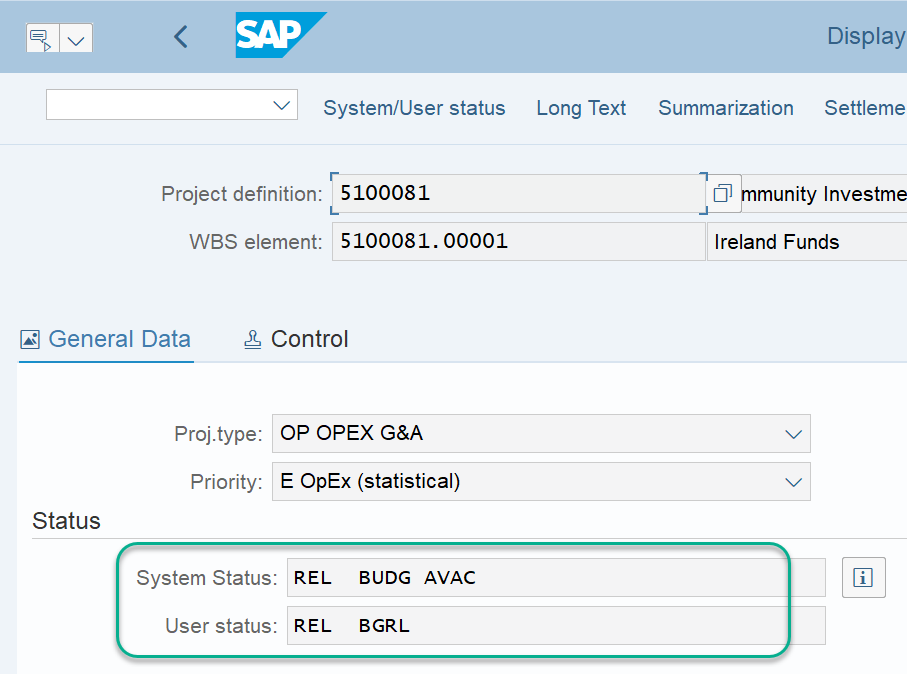 SAP
Display
System/User status Long Text Summarization Settleme
Project definition: 5100081 mmunity Investme
WBS element: 5100081.00001 Ireland Funds
General Data Control
Proj.type: OP OPEX G&A
Priority: E OpEx (statistical)
Status
System Status: REL BUDG AVAC
User status: REL BGRL